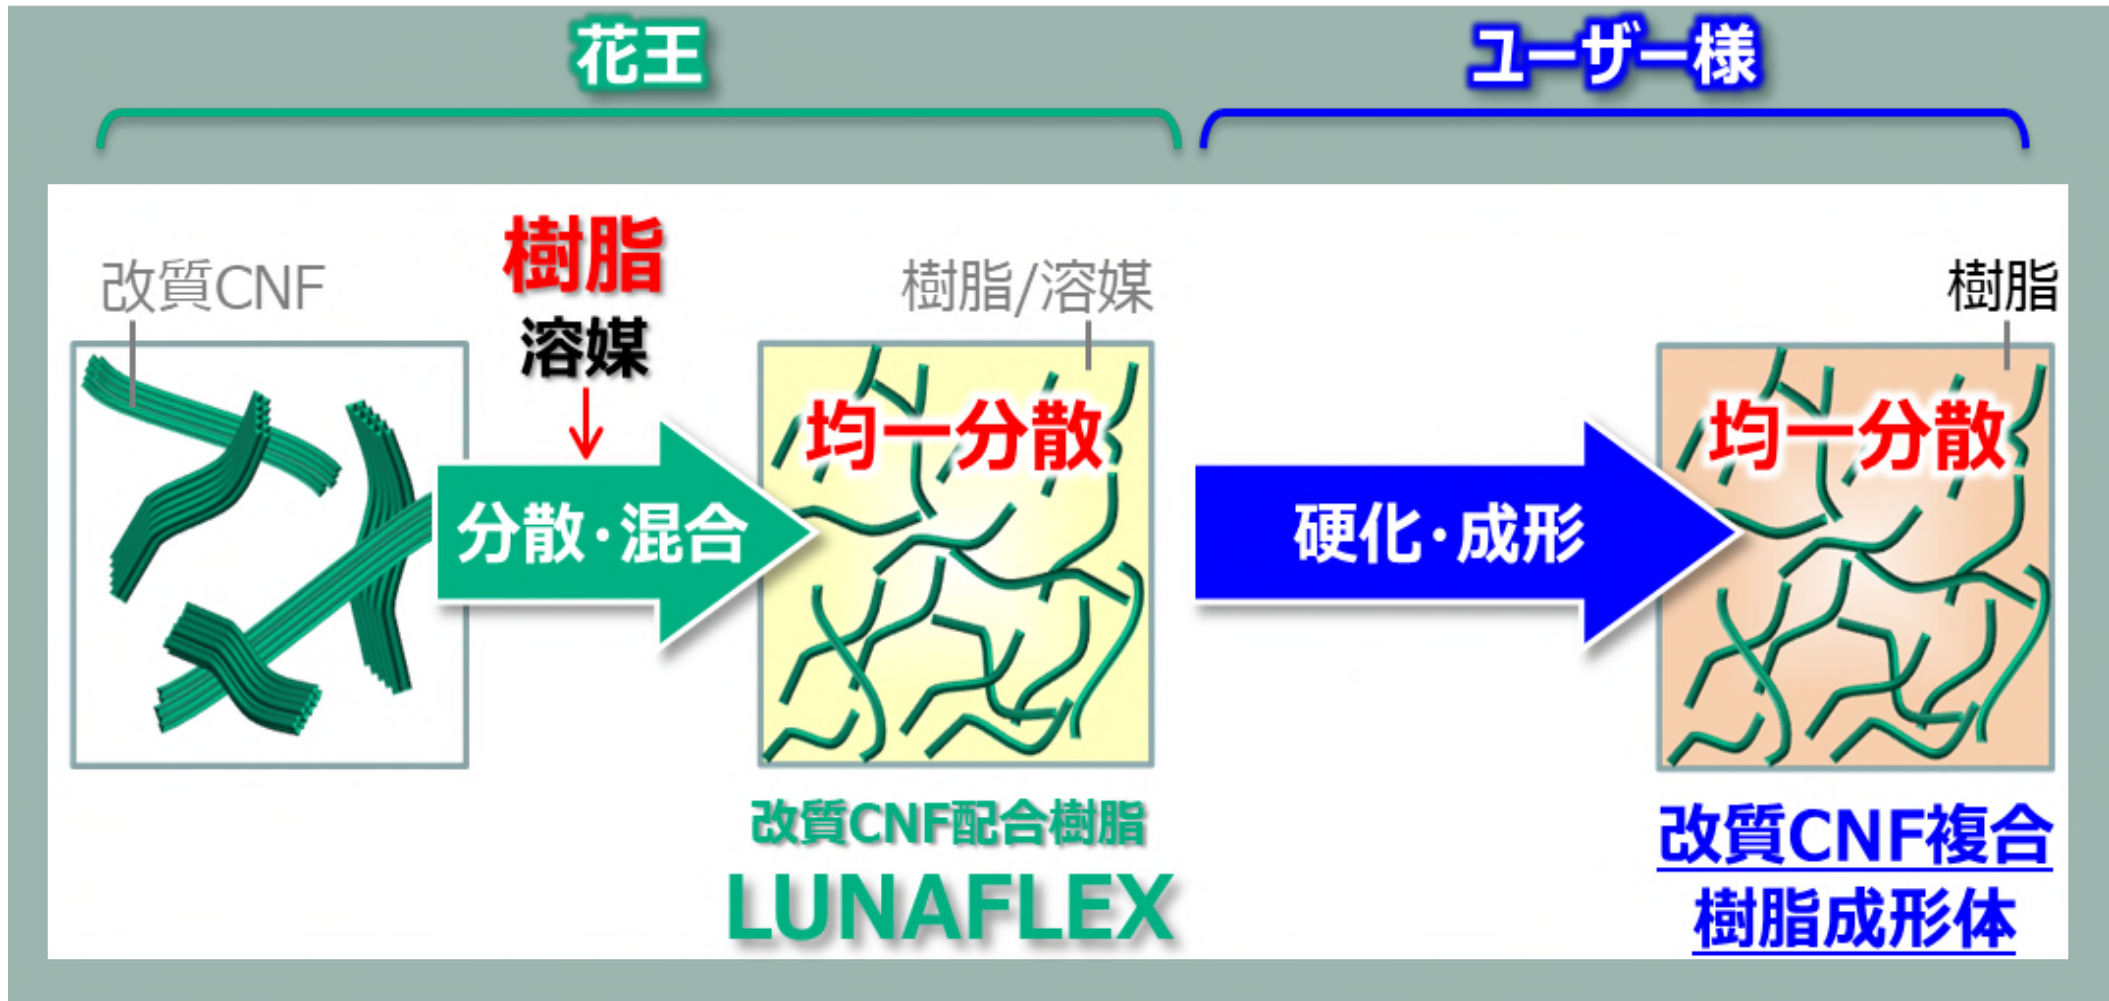 花王
ユーザー様
改質CNF
樹脂
溶媒
分散・混合
樹脂/溶媒
均一分散
改質CNF配合樹脂
LUNAFLEX
硬化・成形
樹脂
均一分散
改質CNF複合
樹脂成形体